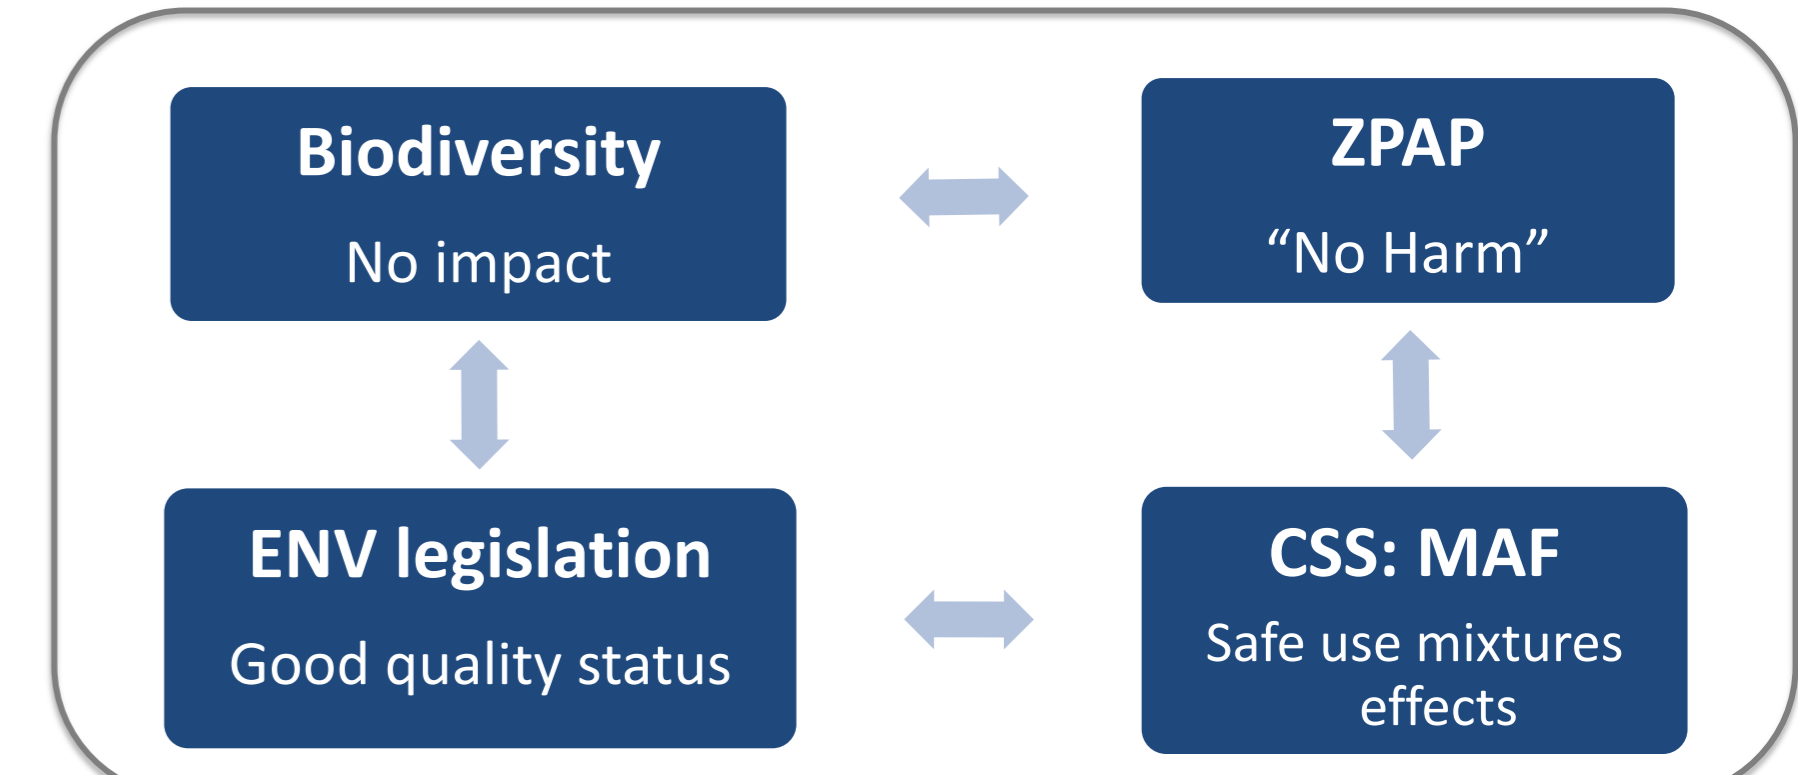 Biodiversity
No impact
ZPAP
“No Harm”
ENV legislation
Good quality status
CSS: MAF
Safe use mixtures
effects